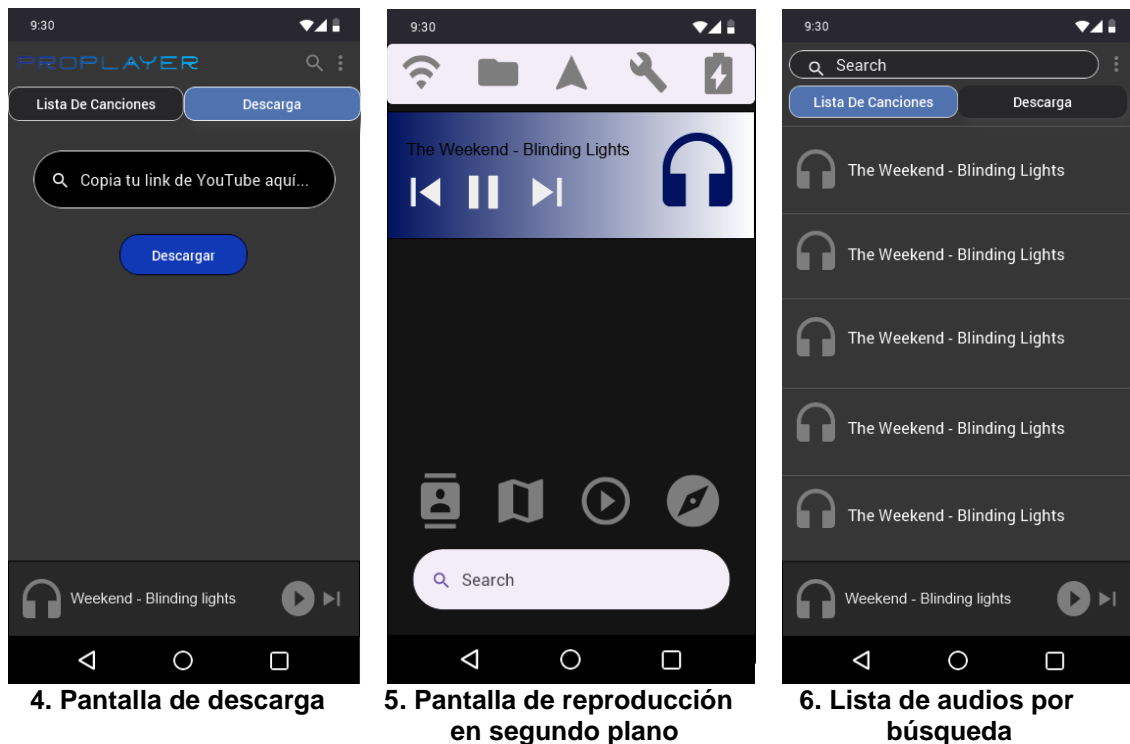 9:30
PROPLAYER
Lista De Canciones
Descarga
Copia tu link de YouTube aquí...
Descargar
Weekend - Blinding lights
4. Pantalla de descarga
9:30
The Weekend - Blinding Lights
Search
5. Pantalla de reproducción
en segundo plano
9:30
Search
Lista De Canciones
Descarga
The Weekend - Blinding Lights
The Weekend - Blinding Lights
The Weekend - Blinding Lights
The Weekend - Blinding Lights
The Weekend - Blinding Lights
Weekend - Blinding lights
6. Lista de audios por
búsqueda